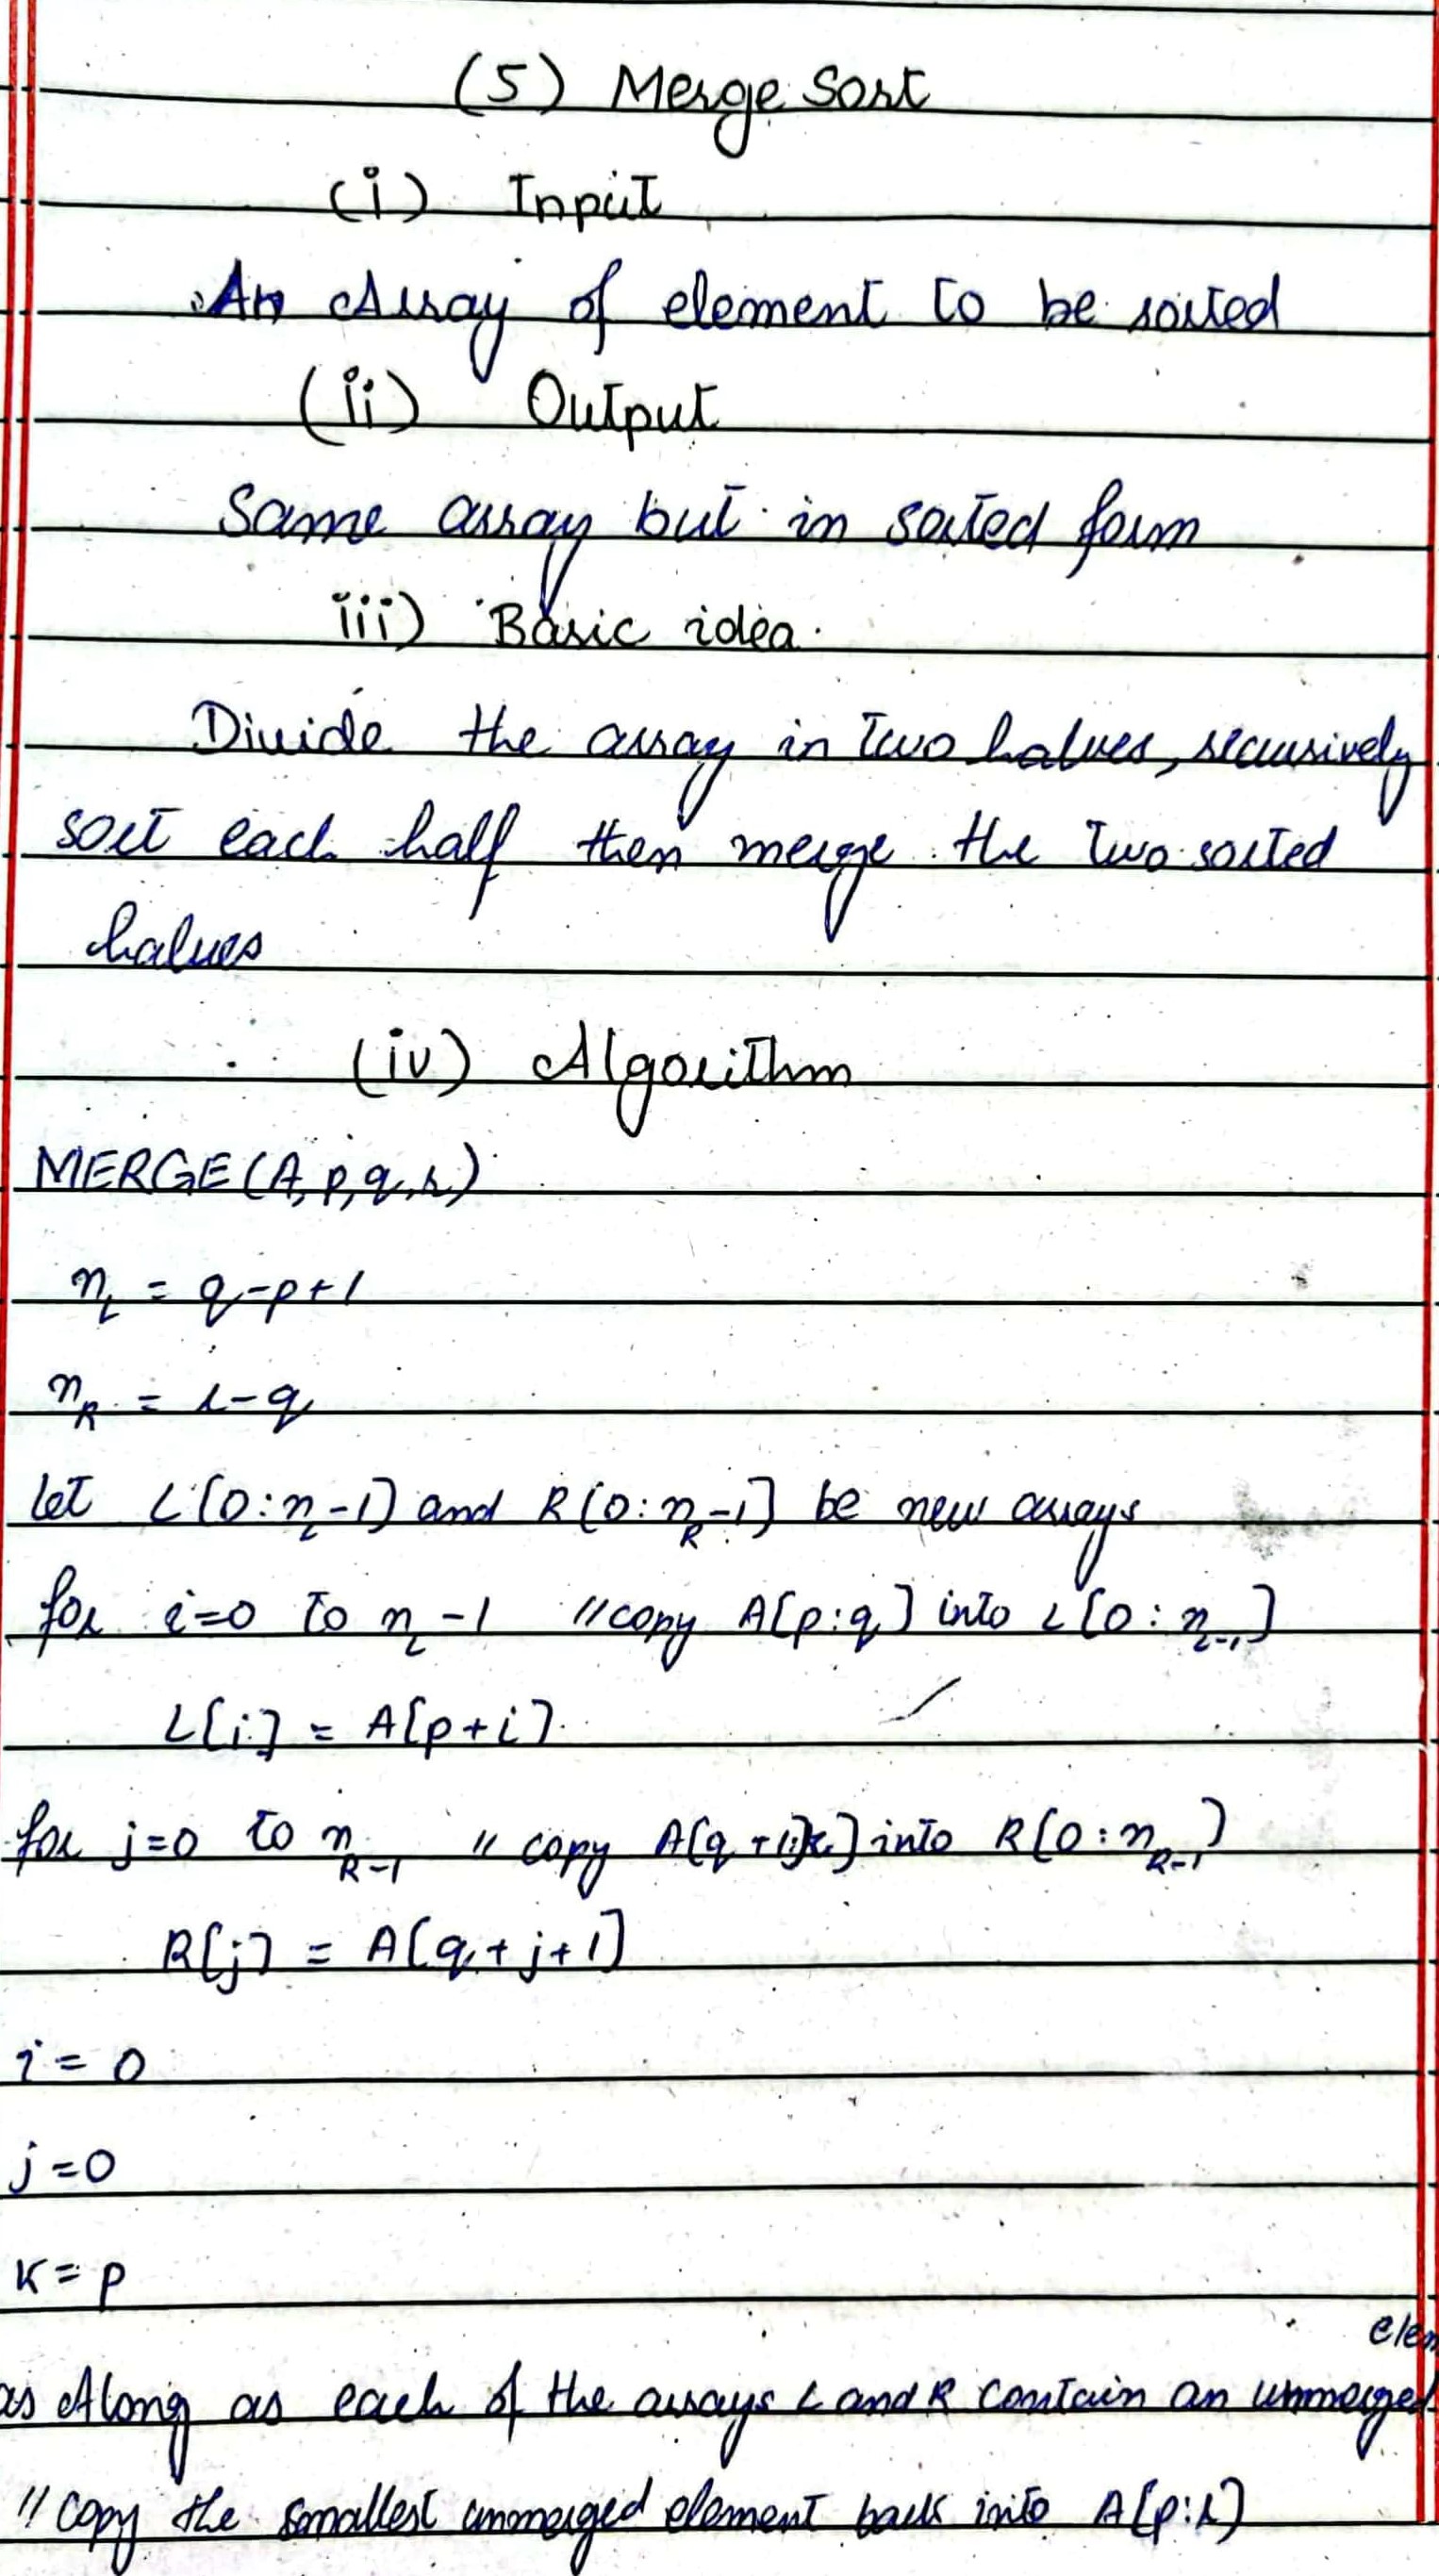 (5) Merge Sort
(i) Input
An Array of element to be sorted
(ii) Output
Same array but in sorted form
iii) Basic idea.
Divide the array in two halves, recursively
sort each half then merge the two sorted
halves
(iv) Algorithm
MERGE(A,p,q,r)
n_L = q-p+1
n_R = r-q
let L[0:n_L-1] and R[0:n_R-1] be new arrays
for i=0 to n_L-1 //copy A[p:q] into L[0:n_L-1]
L[i] = A[p+i]
for j=0 to n_R-1 // copy A[q+1:r] into R[0:n_R-1]
R[j] = A[q+j+1]
i = 0
j=0
K=p
elem
as Along as each of the arrays L and R contain an unmerged
// copy the smallest unmerged element back into A[p:r]